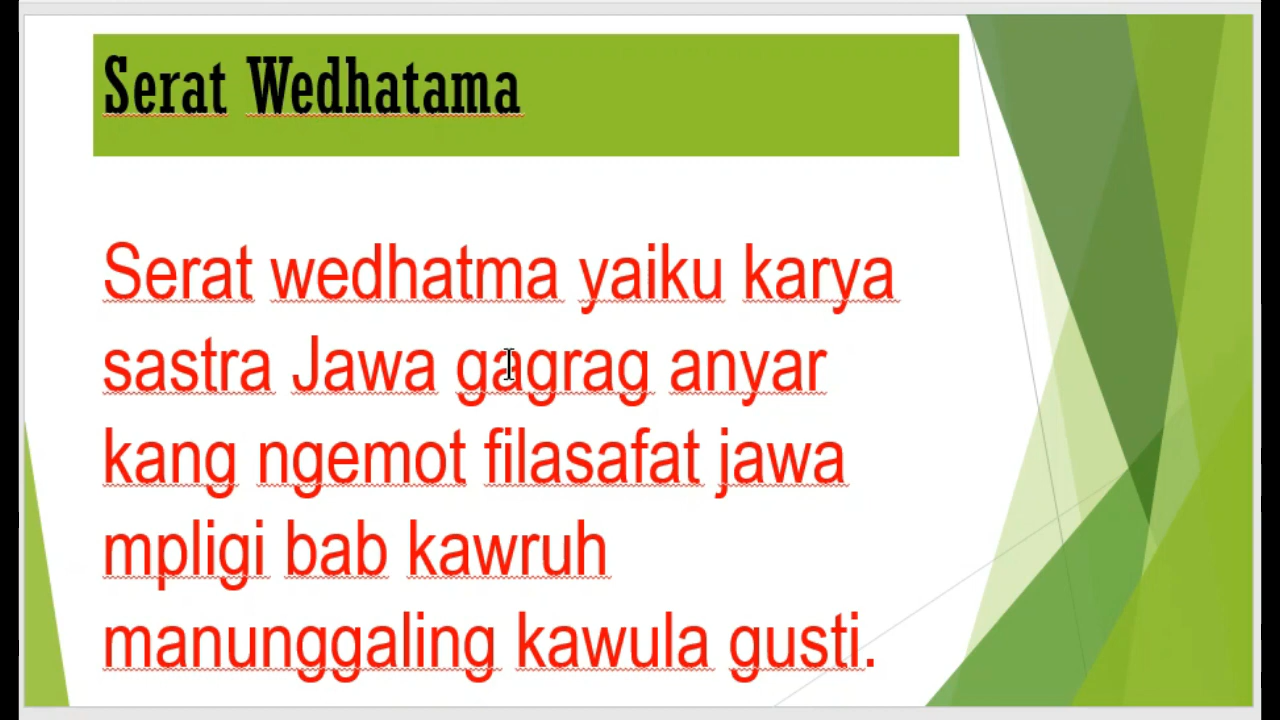 Serat Wedhatama
Serat wedhatma yaiku karya
sastra Jawa gagrag anyar
kang ngemot filasafat jawa
mpligi bab kawruh
manunggaling kawula gusti.